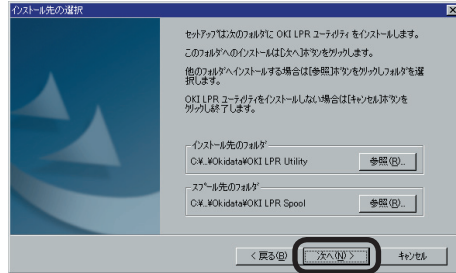 インストール先の選択
セットアップは次のフォルダに OKI LPR ユーティリティ をインストールします。
このフォルダへのインストールは[次へ]ボタンをクリックします。
他のフォルダへインストールする場合は[参照]ボタンをクリックしフォルダを選
択します。
OKI LPR ユーティリティをインストールしない場合は[キャンセル]ボタンを
クリックし終了します。
インストール先のフォルダ
C:¥...¥Okidata¥OKI LPR Utility
参照(R)...
スプール先のフォルダ
C:¥...¥Okidata¥OKI LPR Spool
参照(R)...
< 戻る(B)
次へ(N) >
キャンセル